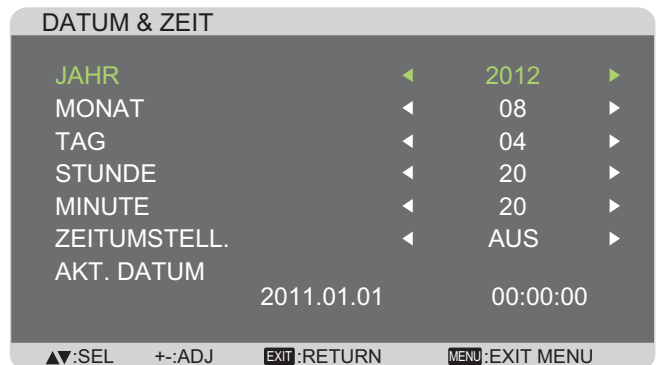 DATUM & ZEIT
JAHR ◀ 2012 ▶
MONAT ◀ 08 ▶
TAG ◀ 04 ▶
STUNDE ◀ 20 ▶
MINUTE ◀ 20 ▶
ZEITUMSTELL. ◀ AUS ▶
AKT. DATUM
2011.01.01 00:00:00
▲▼:SEL +-:ADJ EXIT:RETURN MENU:EXIT MENU